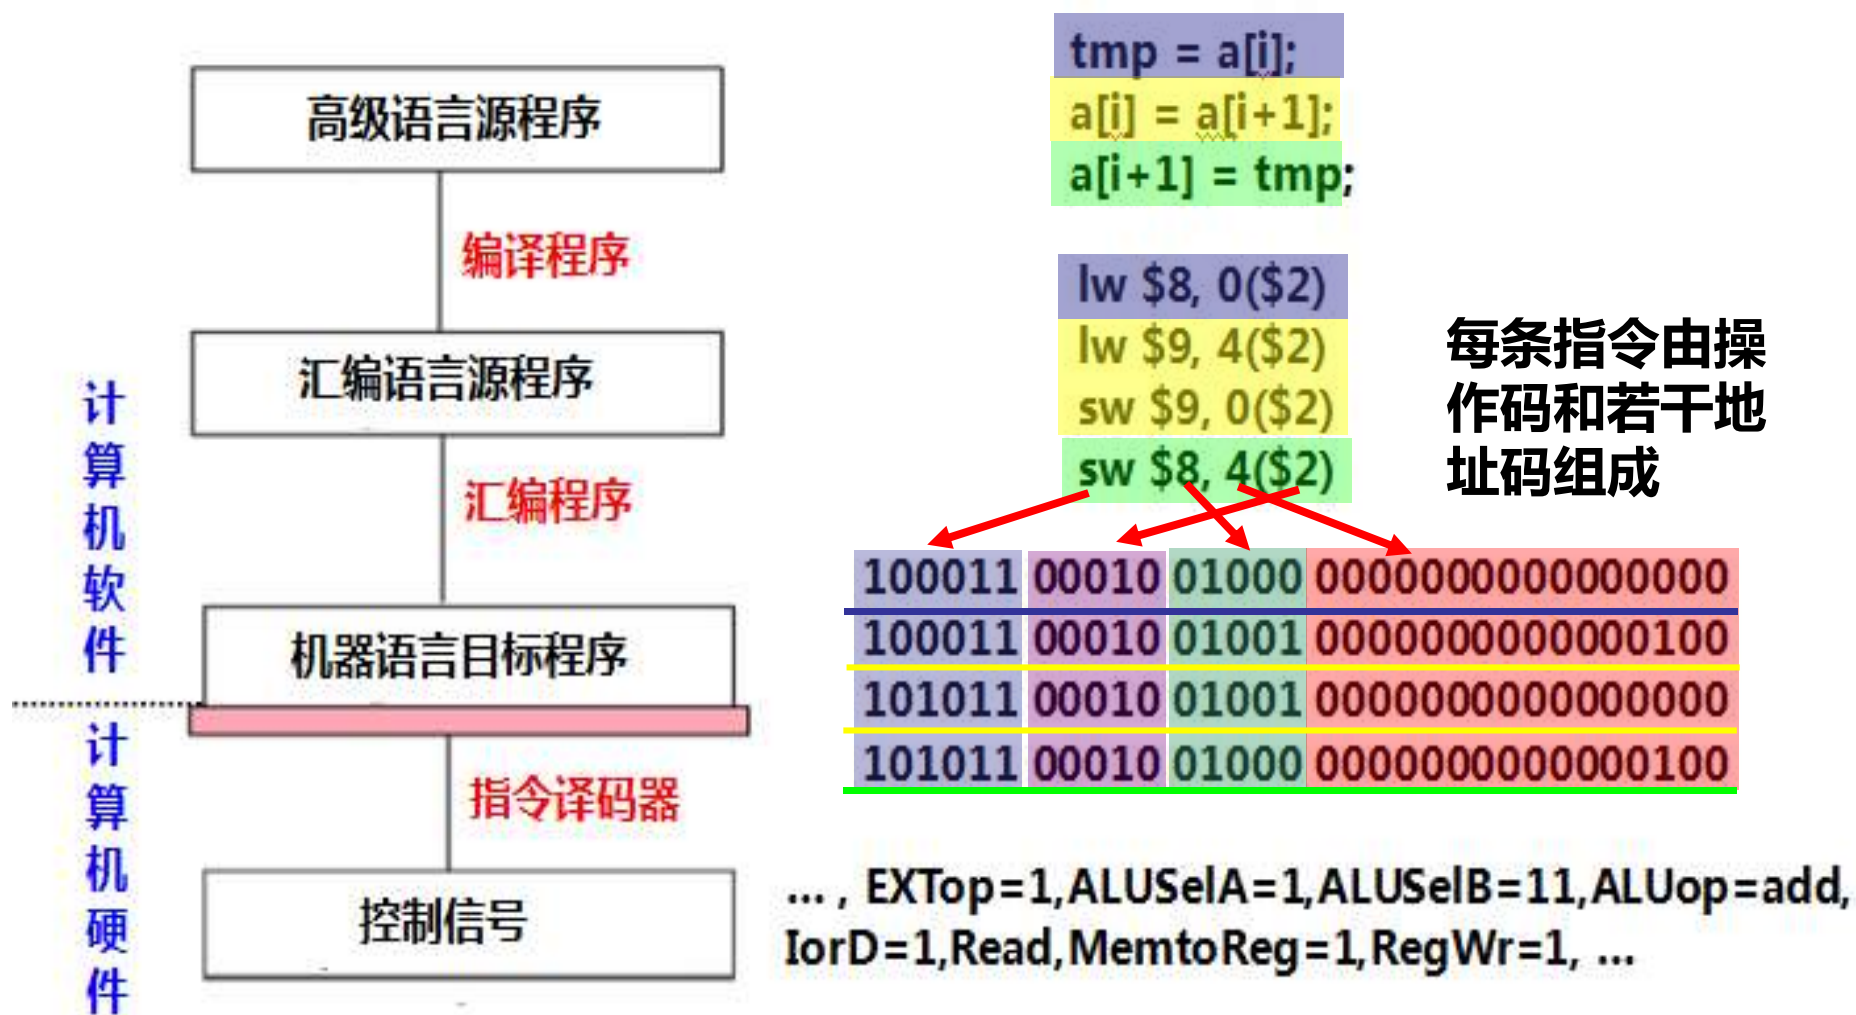 高级语言源程序
编译程序
汇编语言源程序
汇编程序
机器语言目标程序
指令译码器
控制信号
计算机软件
计算机硬件
tmp = a[i];
a[i] = a[i+1];
a[i+1] = tmp;
lw $8, 0($2)
lw $9, 4($2)
sw $9, 0($2)
sw $8, 4($2)
每条指令由操
作码和若干地
址码组成
100011 00010 01000 0000000000000000
100011 00010 01001 0000000000000100
101011 00010 01001 0000000000000000
101011 00010 01000 0000000000000100
... , EXTop=1,ALUSelA=1,ALUSelB=11,ALUop=add,
IorD=1,Read,MemtoReg=1,RegWr=1, ...